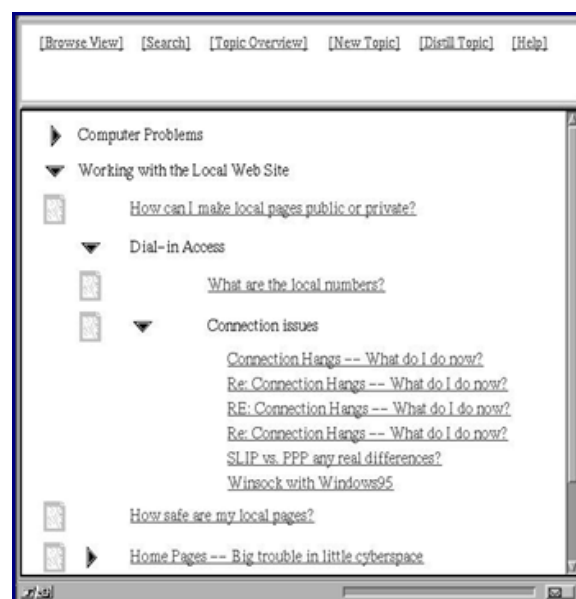 [Browse View] [Search] [Topic Overview] [New Topic] [Distill Topic] [Help]
Computer Problems
Working with the Local Web Site
How can I make local pages public or private?
Dial-in Access
What are the local numbers?
Connection issues
Connection Hangs -- What do I do now?
Re: Connection Hangs -- What do I do now?
RE: Connection Hangs -- What do I do now?
Re: Connection Hangs -- What do I do now?
SLIP vs. PPP any real differences?
Winsock with Windows95
How safe are my local pages?
Home Pages -- Big trouble in little cyberspace